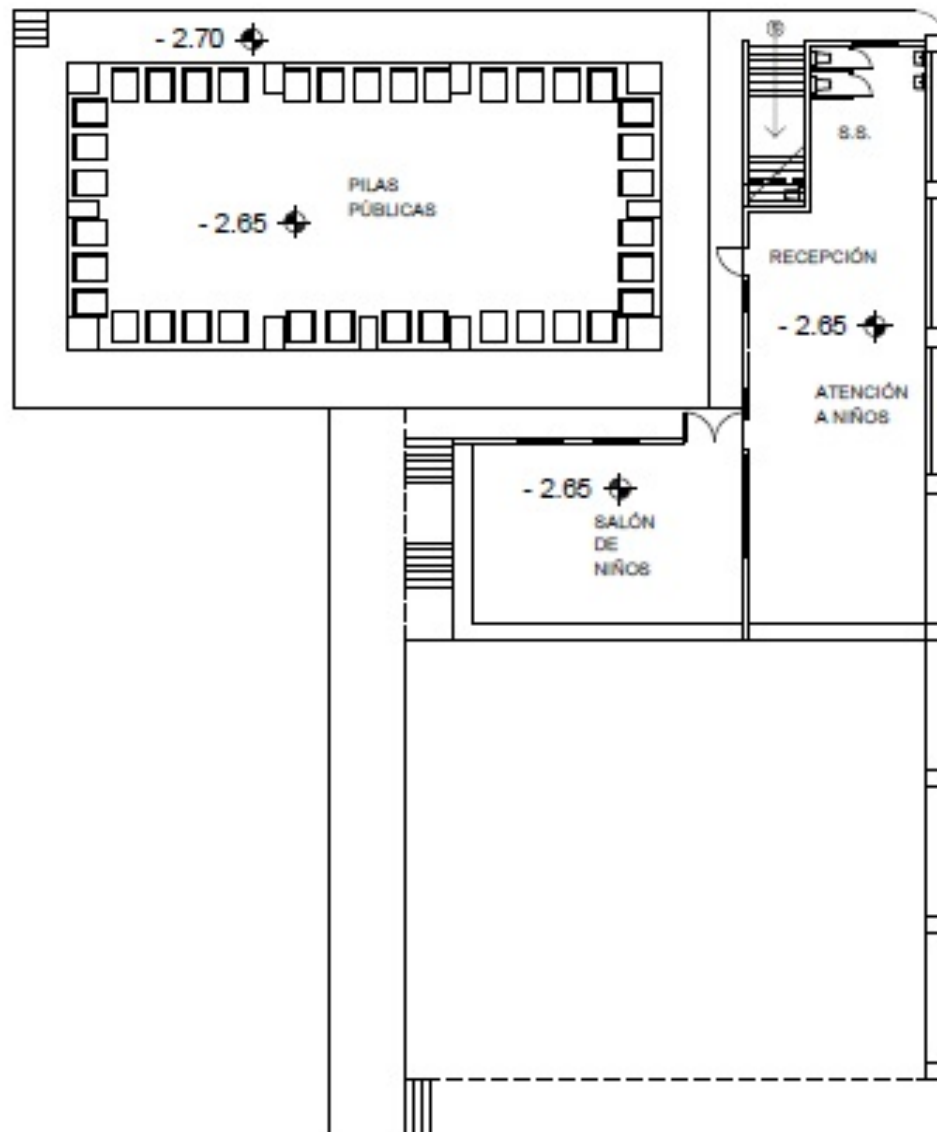 - 2.70
S.S.
PILAS
PÚBLICAS
- 2.65
RECEPCIÓN
- 2.65
ATENCIÓN
A NIÑOS
- 2.65
SALÓN
DE
NIÑOS